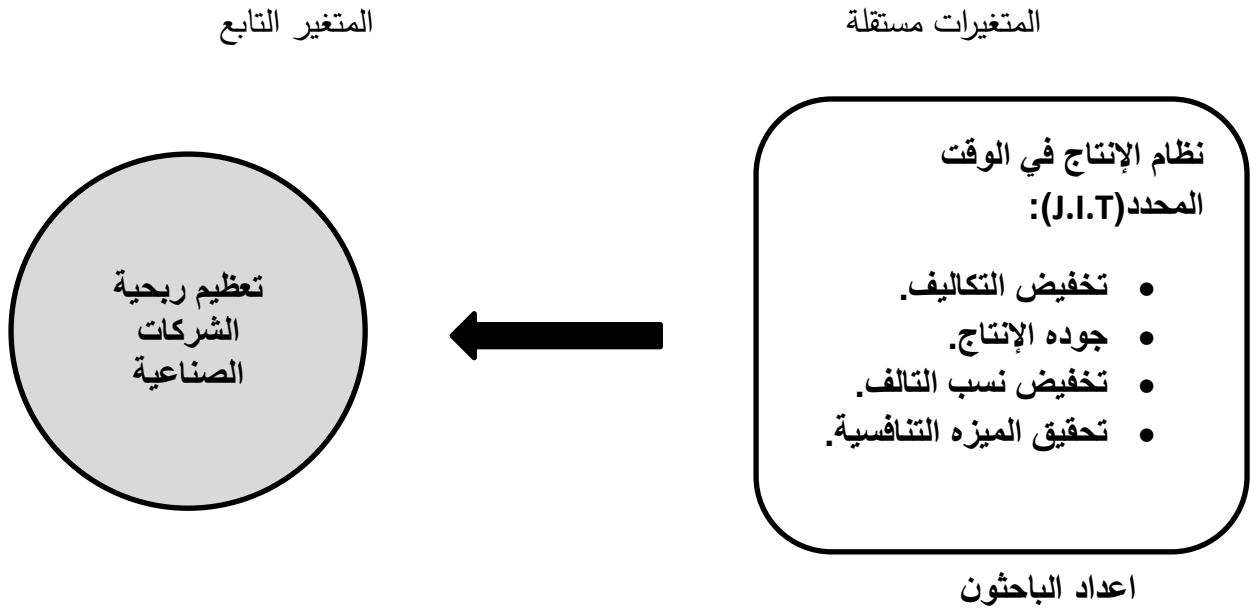 المتغيرات مستقلة
المتغير التابع
نظام الإنتاج في الوقت
المحدد(J.I.T):
• تخفيض التكاليف.
• جوده الإنتاج.
• تخفيض نسب التالف.
• تحقيق الميزه التنافسية.
تعظيم ربحية
الشركات
الصناعية
اعداد الباحثون